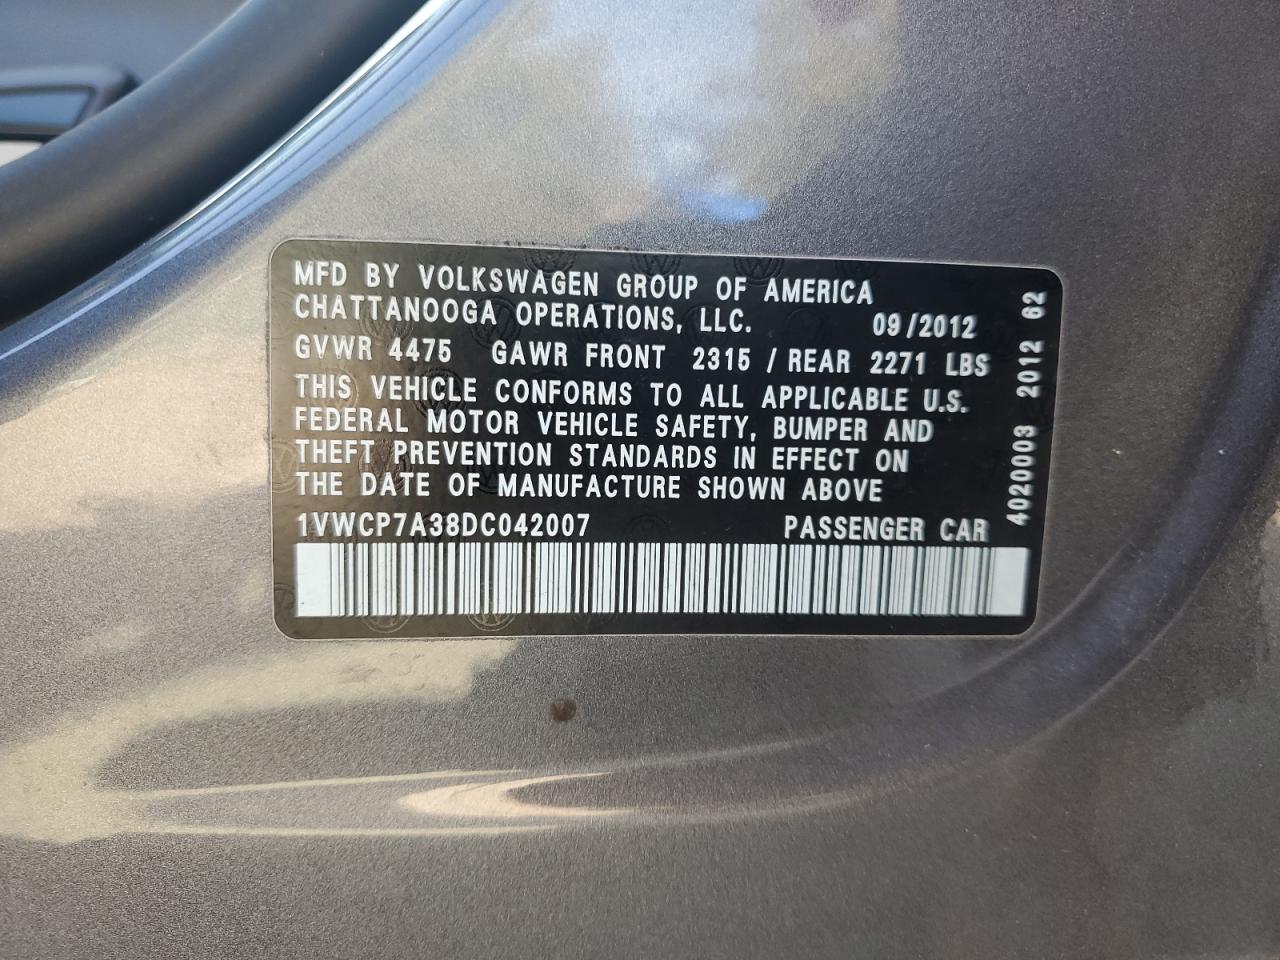 MFD BY VOLKSWAGEN GROUP OF AMERICA
CHATTANOOGA OPERATIONS, LLC. 09/2012
GVWR 4475 GAWR FRONT 2315 / REAR 2271 LBS
THIS VEHICLE CONFORMS TO ALL APPLICABLE U.S.
FEDERAL MOTOR VEHICLE SAFETY, BUMPER AND
THEFT PREVENTION STANDARDS IN EFFECT ON
THE DATE OF MANUFACTURE SHOWN ABOVE
1VWCP7A38DC042007 PASSENGER CAR
4020003 2012 62